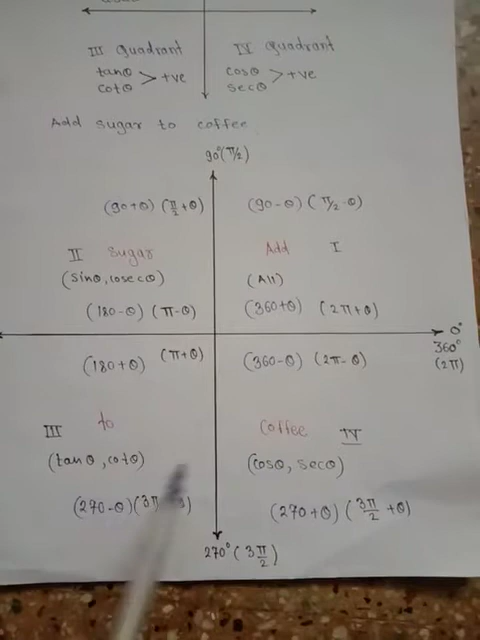 III Quadrant
tanθ
cotθ > +ve
IV Quadrant
cosθ
secθ > +ve
Add sugar to coffee
90°(π/2)
(90+θ) (π/2+θ)
(90-θ) (π/2-θ)
II Sugar
(sinθ, cosecθ)
(180-θ) (π-θ)
Add I
(All)
(360+θ) (2π+θ)
0°
360°
(2π)
(180+θ) (π+θ)
(360-θ) (2π-θ)
III to
(tanθ, cotθ)
(270-θ)
Coffee IV
(cosθ, secθ)
(270+θ) (3π/2+θ)
270°(3π/2)